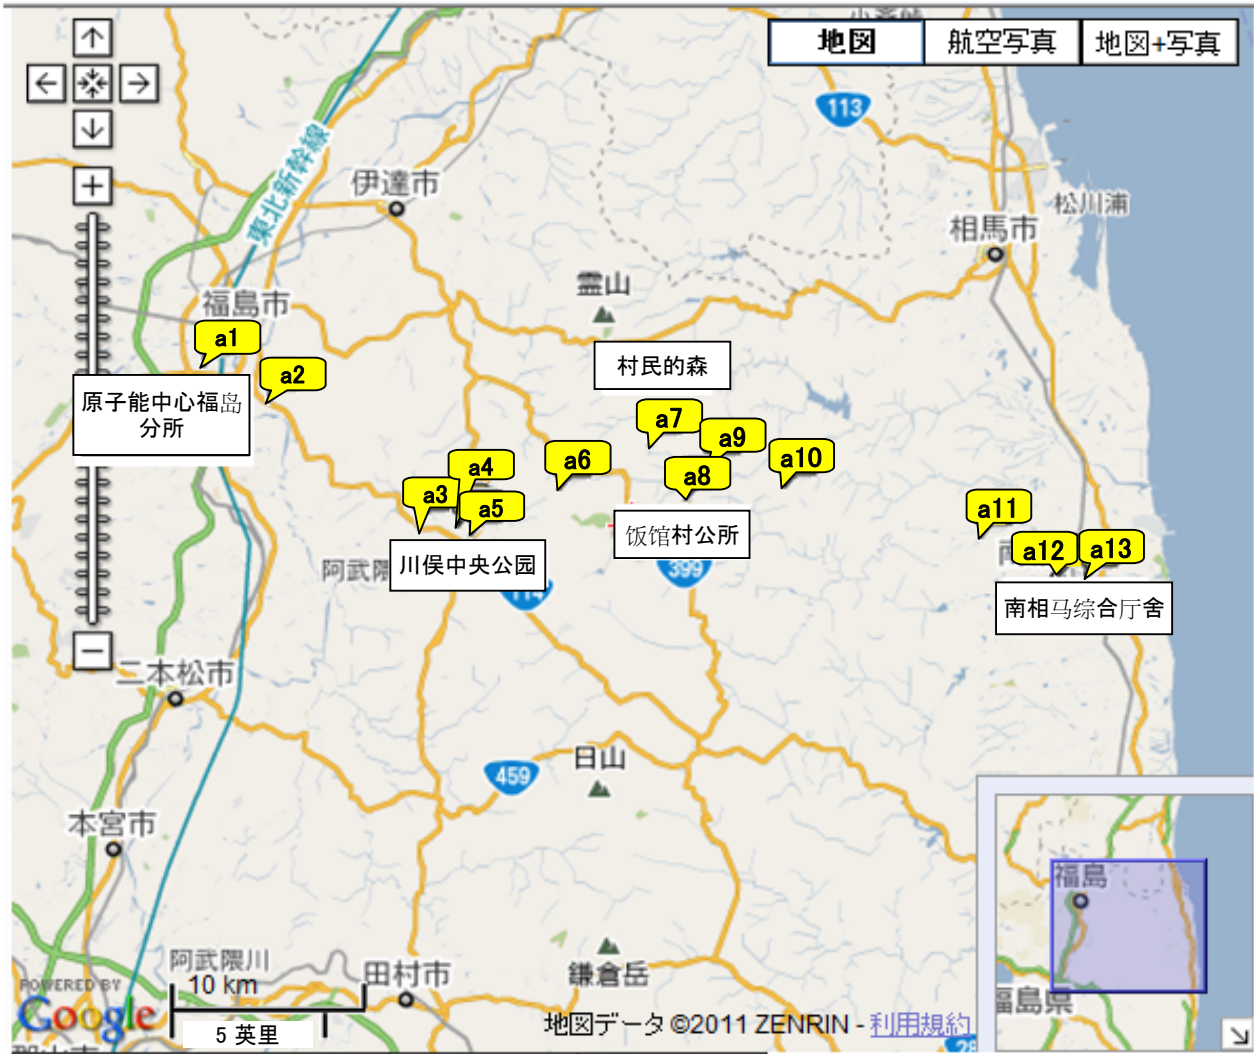 地図
航空写真
地図+写真
113
東北新幹線
伊達市
松川浦
相馬市
霊山
福島市
a1
a2
村民的森
原子能中心福岛
分所
a7
a9
a4
a6
a8
a10
a3
a5
a11
饭馆村公所
a12
a13
川俣中央公园
阿武隈
399
114
南
南相马综合厅舍
二本松市
日山
459
本宮市
福島
阿武隈川
10 km
田村市
鎌倉岳
福島県
POWERED BY
Google
5 英里
地図データ ©2011 ZENRIN - 利用規約